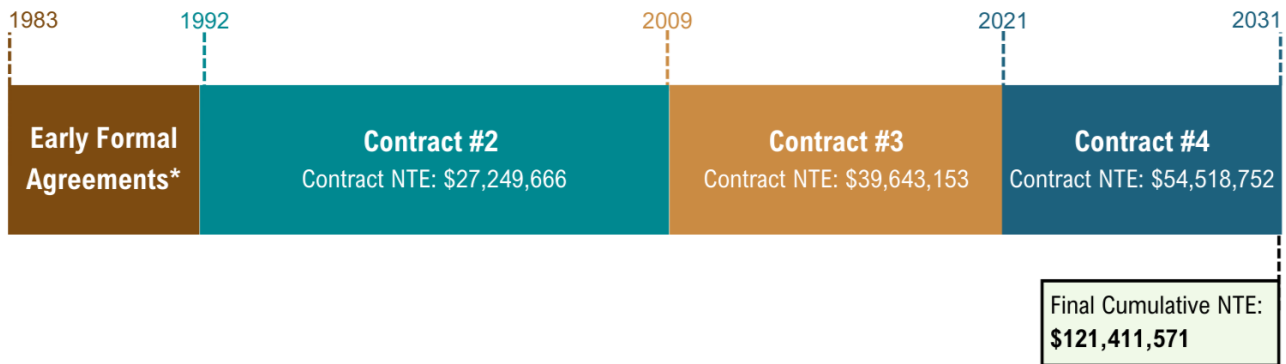 1983
1992
2009
2021
2031
Early Formal
Agreements*
Contract #2
Contract NTE: $27,249,666
Contract #3
Contract NTE: $39,643,153
Contract #4
Contract NTE: $54,518,752
Final Cumulative NTE:
$121,411,571